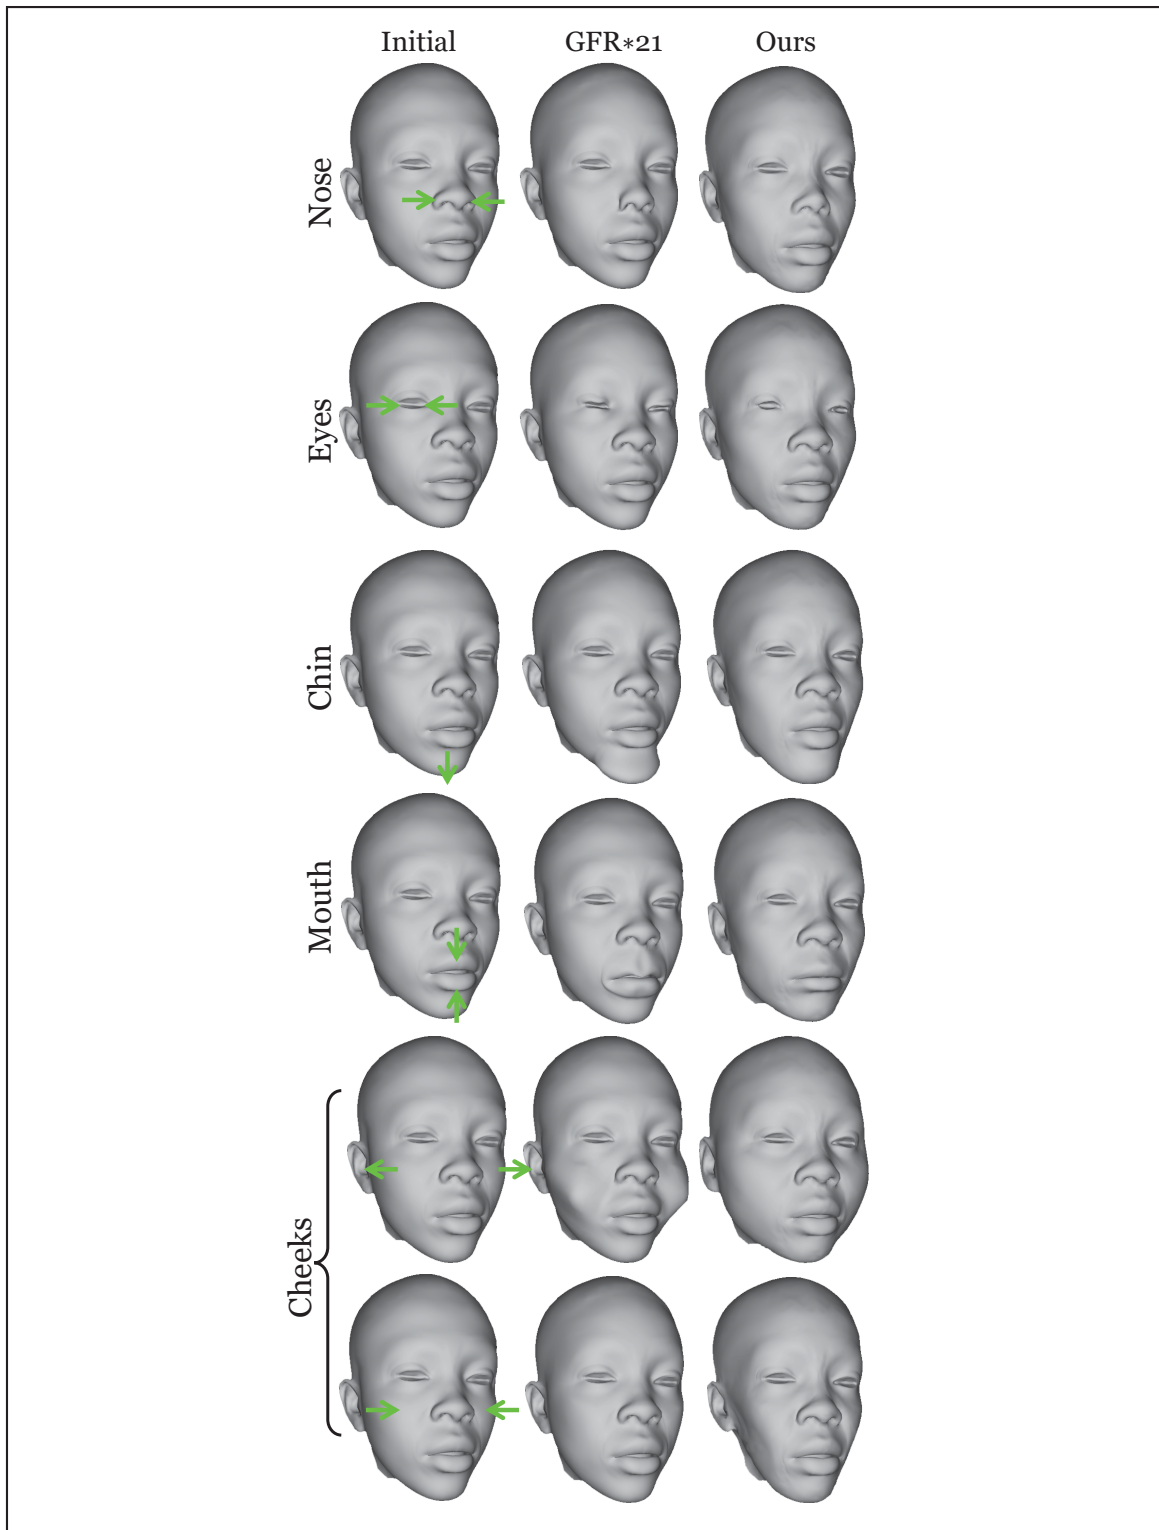 Initial GFR*21 Ours
Nose
Eyes
Chin
Mouth
Cheeks